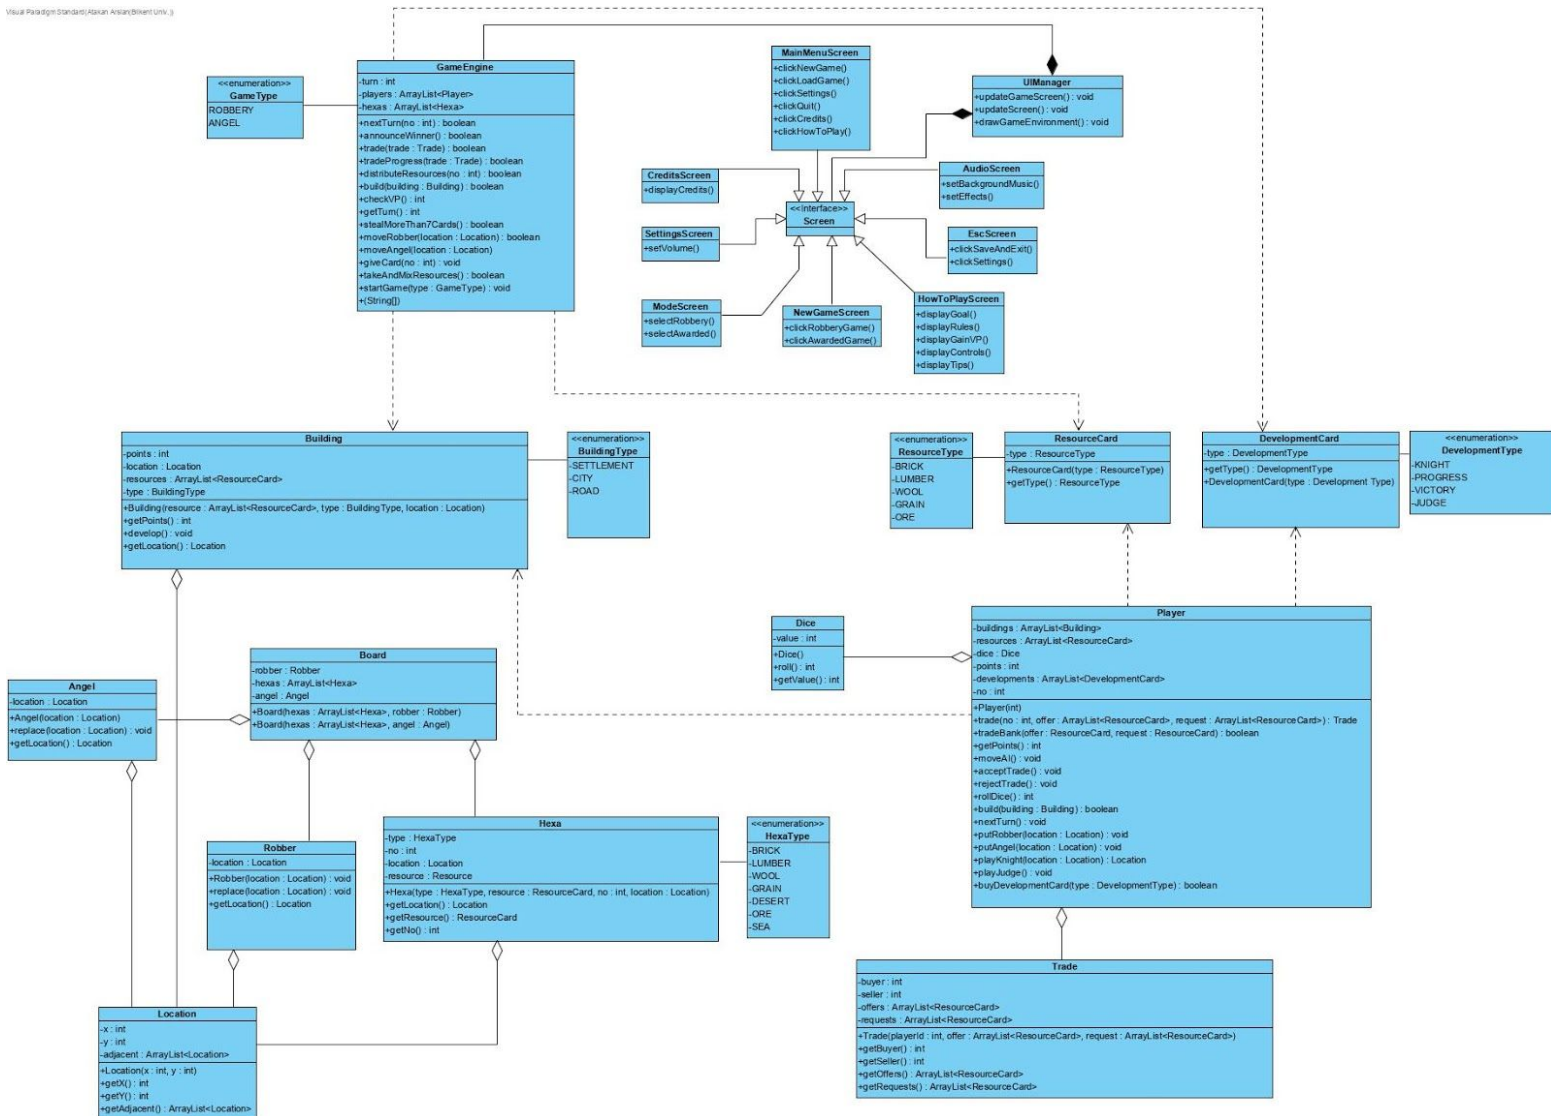 Visual Paradigm Standard(Atakan Arslan(Bilkent Univ.))
GameEngine
-turn : int
-players : ArrayList<Player>
-hexas : ArrayList<Hexa>
+nextTurn(no : int) : boolean
+announceWinner() : boolean
+trade(trade : Trade) : boolean
+tradeProgress(trade : Trade) : boolean
+distributeResources(no : int) : boolean
+build(building : Building) : boolean
+checkVP() : int
+getTurn() : int
+stealMoreThan7Cards() : boolean
+moveRobber(location : Location) : boolean
+moveAngel(location : Location)
+giveCard(no : int) : void
+takeAndMixResources() : boolean
+startGame(type : GameType) : void
+(String[])
<<enumeration>>
GameType
ROBBERY
ANGEL
MainMenuScreen
+clickNewGame()
+clickLoadGame()
+clickSettings()
+clickQuit()
+clickCredits()
+clickHowToPlay()
UIManager
+updateGameScreen() : void
+updateScreen() : void
+drawGameEnvironment() : void
CreditsScreen
+displayCredits()
AudioScreen
+setBackgroundMusic()
+setEffects()
<<Interface>>
Screen
SettingsScreen
+setVolume()
EscScreen
+clickSaveAndExit()
+clickSettings()
ModeScreen
+selectRobbery()
+selectAwarded()
NewGameScreen
+clickRobberyGame()
+clickAwardedGame()
HowToPlayScreen
+displayGoal()
+displayRules()
+displayGainVP()
+displayControls()
+displayTips()
Building
-points : int
-location : Location
-resources : ArrayList<ResourceCard>
-type : BuildingType
+Building(resource : ArrayList<ResourceCard>, type : BuildingType, location : Location)
+getPoints() : int
+develop() : void
+getLocation() : Location
<<enumeration>>
BuildingType
-SETTLEMENT
-CITY
-ROAD
<<enumeration>>
ResourceType
-BRICK
-LUMBER
-WOOL
-GRAIN
-ORE
ResourceCard
-type : ResourceType
+ResourceCard(type : ResourceType)
+getType() : ResourceType
DevelopmentCard
-type : DevelopmentType
+getType() : DevelopmentType
+DevelopmentCard(type : Development Type)
<<enumeration>>
DevelopmentType
-KNIGHT
-PROGRESS
-VICTORY
-JUDGE
Dice
-value : int
+Dice()
+roll() : int
+getValue() : int
Player
-buildings : ArrayList<Building>
-resources : ArrayList<ResourceCard>
-dice : Dice
-points : int
-developments : ArrayList<DevelopmentCard>
-no : int
+Player(int)
+trade(no : int, offer : ArrayList<ResourceCard>, request : ArrayList<ResourceCard>) : Trade
+tradeBank(offer : ResourceCard, request : ResourceCard) : boolean
+getPoints() : int
+moveAI() : void
+acceptTrade() : void
+rejectTrade() : void
+rollDice() : int
+build(building : Building) : boolean
+nextTurn() : void
+putRobber(location : Location) : void
+putAngel(location : Location) : void
+playKnight(location : Location) : Location
+playJudge() : void
+buyDevelopmentCard(type : DevelopmentType) : boolean
Board
-robber : Robber
-hexas : ArrayList<Hexa>
-angel : Angel
+Board(hexas : ArrayList<Hexa>, robber : Robber)
+Board(hexas : ArrayList<Hexa>, angel : Angel)
Angel
-location : Location
+Angel(location : Location)
+replace(location : Location) : void
+getLocation() : Location
Robber
-location : Location
+Robber(location : Location) : void
+replace(location : Location) : void
+getLocation() : Location
Hexa
-type : HexaType
-no : int
-location : Location
-resource : Resource
+Hexa(type : HexaType, resource : ResourceCard, no : int, location : Location)
+getLocation() : Location
+getResource() : ResourceCard
+getNo() : int
<<enumeration>>
HexaType
-BRICK
-LUMBER
-WOOL
-GRAIN
-DESERT
-ORE
-SEA
Location
-x : int
-y : int
-adjacent : ArrayList<Location>
+Location(x : int, y : int)
+getX() : int
+getY() : int
+getAdjacent() : ArrayList<Location>
Trade
-buyer : int
-seller : int
-offers : ArrayList<ResourceCard>
-requests : ArrayList<ResourceCard>
+Trade(playerId : int, offer : ArrayList<ResourceCard>, request : ArrayList<ResourceCard>)
+getBuyer() : int
+getSeller() : int
+getOffers() : ArrayList<ResourceCard>
+getRequests() : ArrayList<ResourceCard>